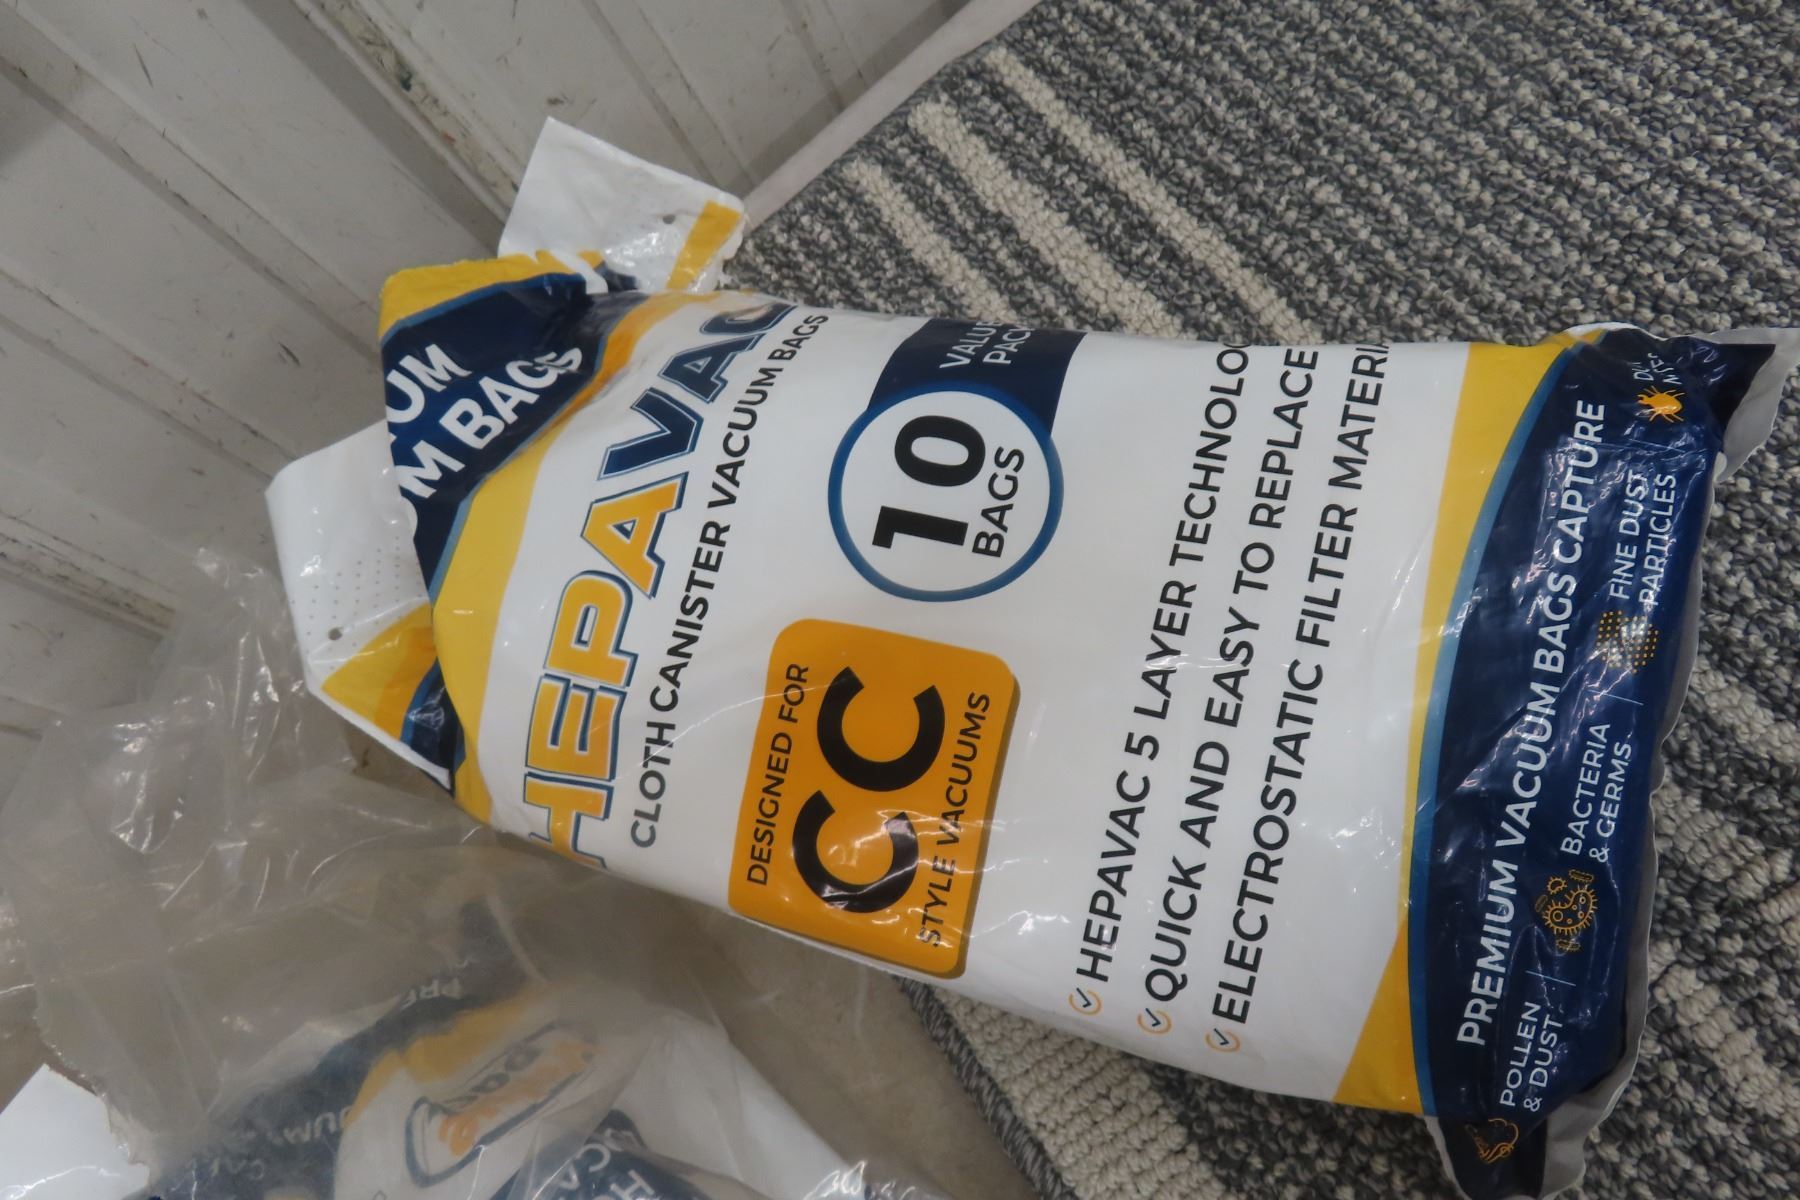 UM
UM BAGS
HEPAVAC
CLOTH CANISTER VACUUM BAGS
10
BAGS
DESIGNED FOR
CC
STYLE VACUUMS
HEPAVAC 5 LAYER TECHNOLO
QUICK AND EASY TO REPLACE
ELECTROSTATIC FILTER MATERI
PREMIUM VACUUM BAGS CAPTURE
POLLEN
& DUST
BACTERIA
& GERMS
FINE DUST
PARTICLES